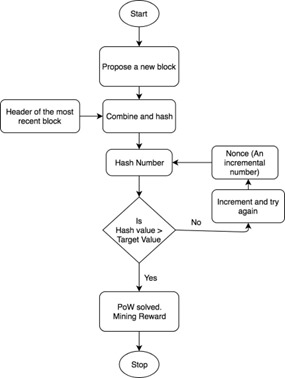 Start
Propose a new block
Header of the most
recent block
Combine and hash
Hash Number
Nonce (An
incremental
number)
Increment and try
again
Is
Hash value >
Target Value
No
Yes
PoW solved.
Mining Reward
Stop